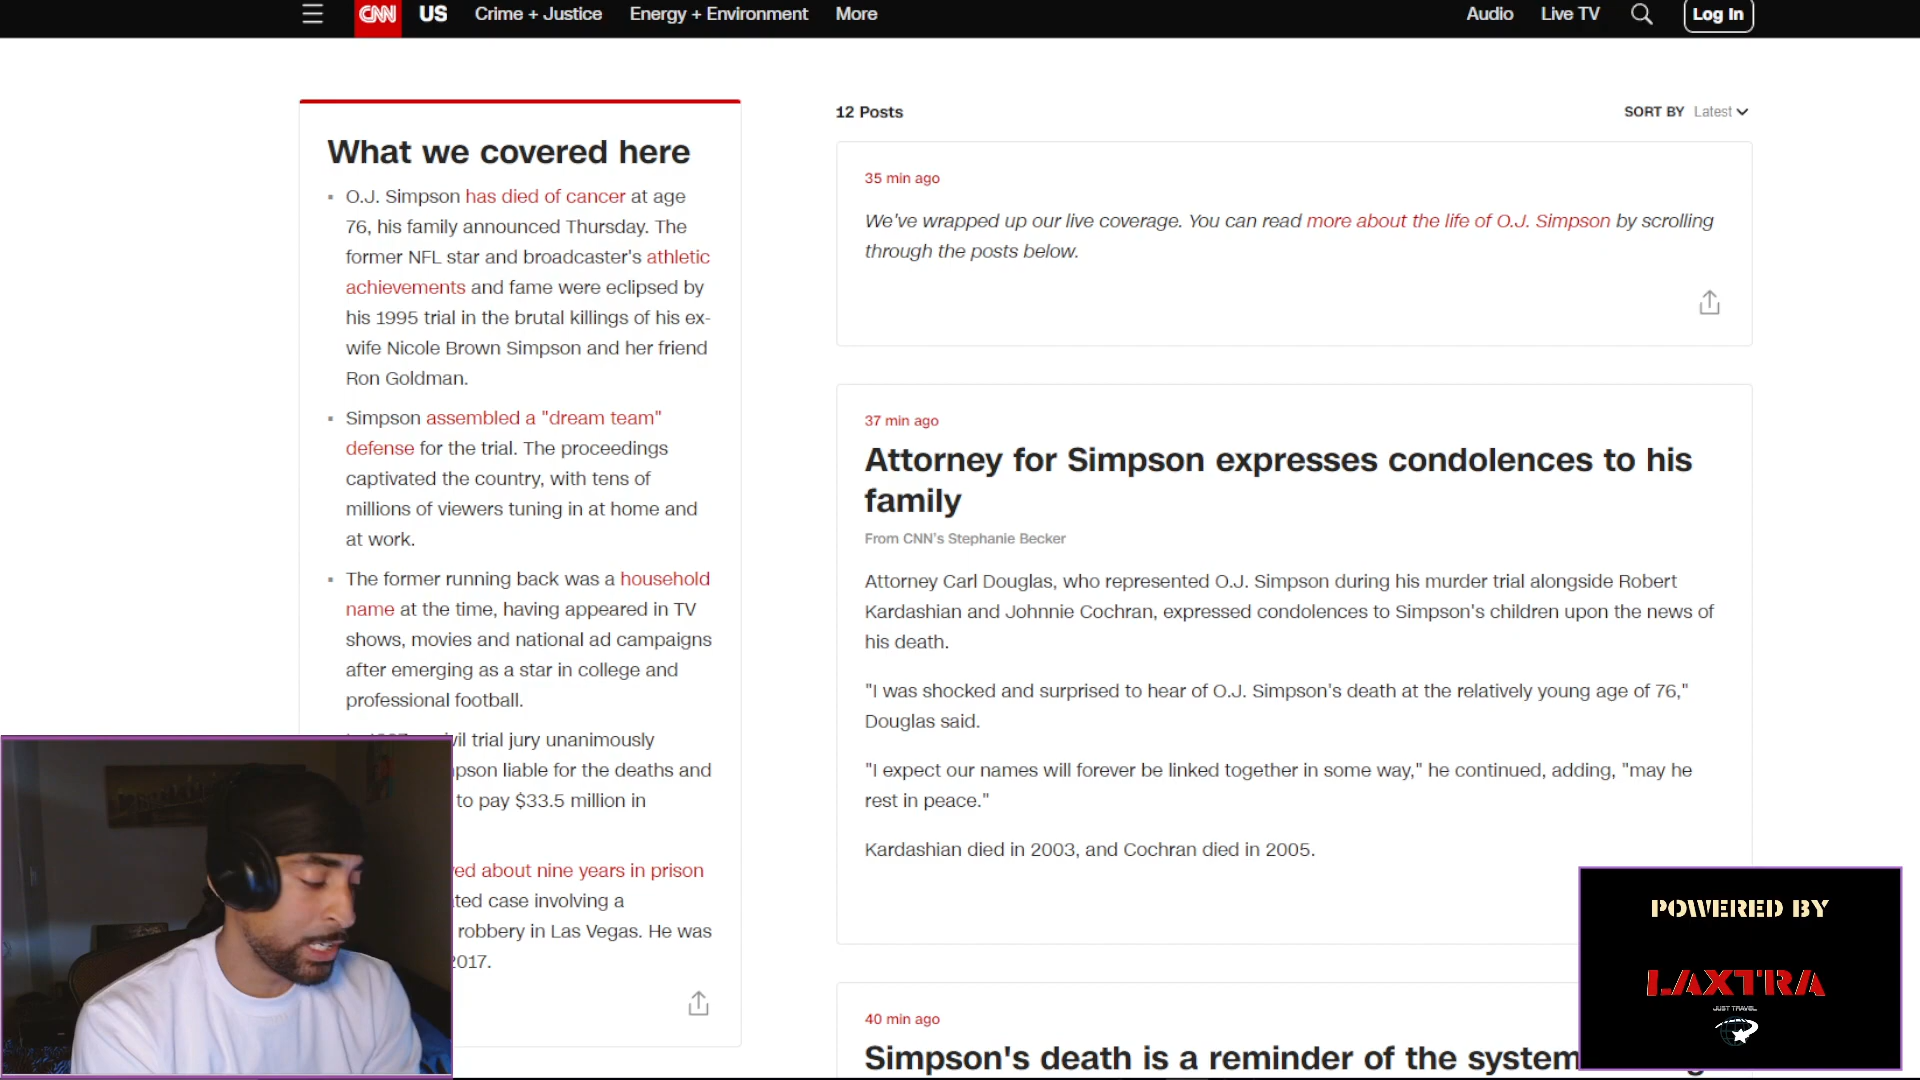 CNN US Crime + Justice Energy + Environment More Audio Live TV Log In
What we covered here
O.J. Simpson has died of cancer at age
76, his family announced Thursday. The
former NFL star and broadcaster's athletic
achievements and fame were eclipsed by
his 1995 trial in the brutal killings of his ex-
wife Nicole Brown Simpson and her friend
Ron Goldman.
Simpson assembled a "dream team"
defense for the trial. The proceedings
captivated the country, with tens of
millions of viewers tuning in at home and
at work.
The former running back was a household
name at the time, having appeared in TV
shows, movies and national ad campaigns
after emerging as a star in college and
professional football.
trial jury unanimously
liable for the deaths and
to pay $33.5 million in
about nine years in prison
case involving a
robbery in Las Vegas. He was
2017.
12 Posts
SORT BY Latest
35 min ago
We've wrapped up our live coverage. You can read more about the life of O.J. Simpson by scrolling
through the posts below.
37 min ago
Attorney for Simpson expresses condolences to his
family
From CNN's Stephanie Becker
Attorney Carl Douglas, who represented O.J. Simpson during his murder trial alongside Robert
Kardashian and Johnnie Cochran, expressed condolences to Simpson's children upon the news of
his death.
"I was shocked and surprised to hear of O.J. Simpson's death at the relatively young age of 76,"
Douglas said.
"I expect our names will forever be linked together in some way," he continued, adding, "may he
rest in peace."
Kardashian died in 2003, and Cochran died in 2005.
40 min ago
Simpson's death is a reminder of the system
POWERED BY
LAXTRA
JUST TRAVEL